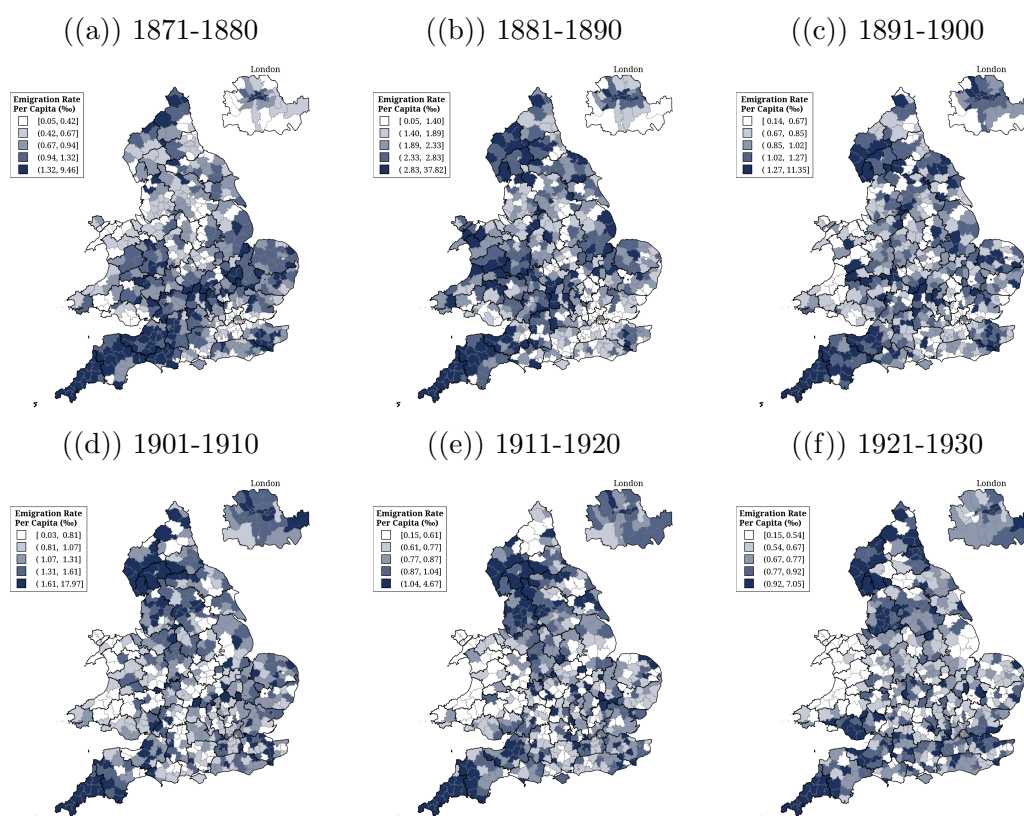 ((a)) 1871-1880
London
Emigration Rate
Per Capita (‰)
[0.05, 0.42]
(0.42, 0.67]
(0.67, 0.94]
(0.94, 1.32]
(1.32, 9.46]
((b)) 1881-1890
London
Emigration Rate
Per Capita (‰)
[ 0.05, 1.40]
( 1.40, 1.89]
( 1.89, 2.33]
( 2.33, 2.83]
( 2.83, 37.82]
((c)) 1891-1900
London
Emigration Rate
Per Capita (‰)
[ 0.14, 0.67]
( 0.67, 0.85]
( 0.85, 1.02]
( 1.02, 1.27]
( 1.27, 11.35]
((d)) 1901-1910
London
Emigration Rate
Per Capita (‰)
[ 0.03, 0.81]
( 0.81, 1.07]
( 1.07, 1.31]
( 1.31, 1.61]
( 1.61, 17.97]
((e)) 1911-1920
London
Emigration Rate
Per Capita (‰)
[0.15, 0.61]
(0.61, 0.77]
(0.77, 0.87]
(0.87, 1.04]
(1.04, 4.67]
((f)) 1921-1930
London
Emigration Rate
Per Capita (‰)
[0.15, 0.54]
(0.54, 0.67]
(0.67, 0.77]
(0.77, 0.92]
(0.92, 7.05]